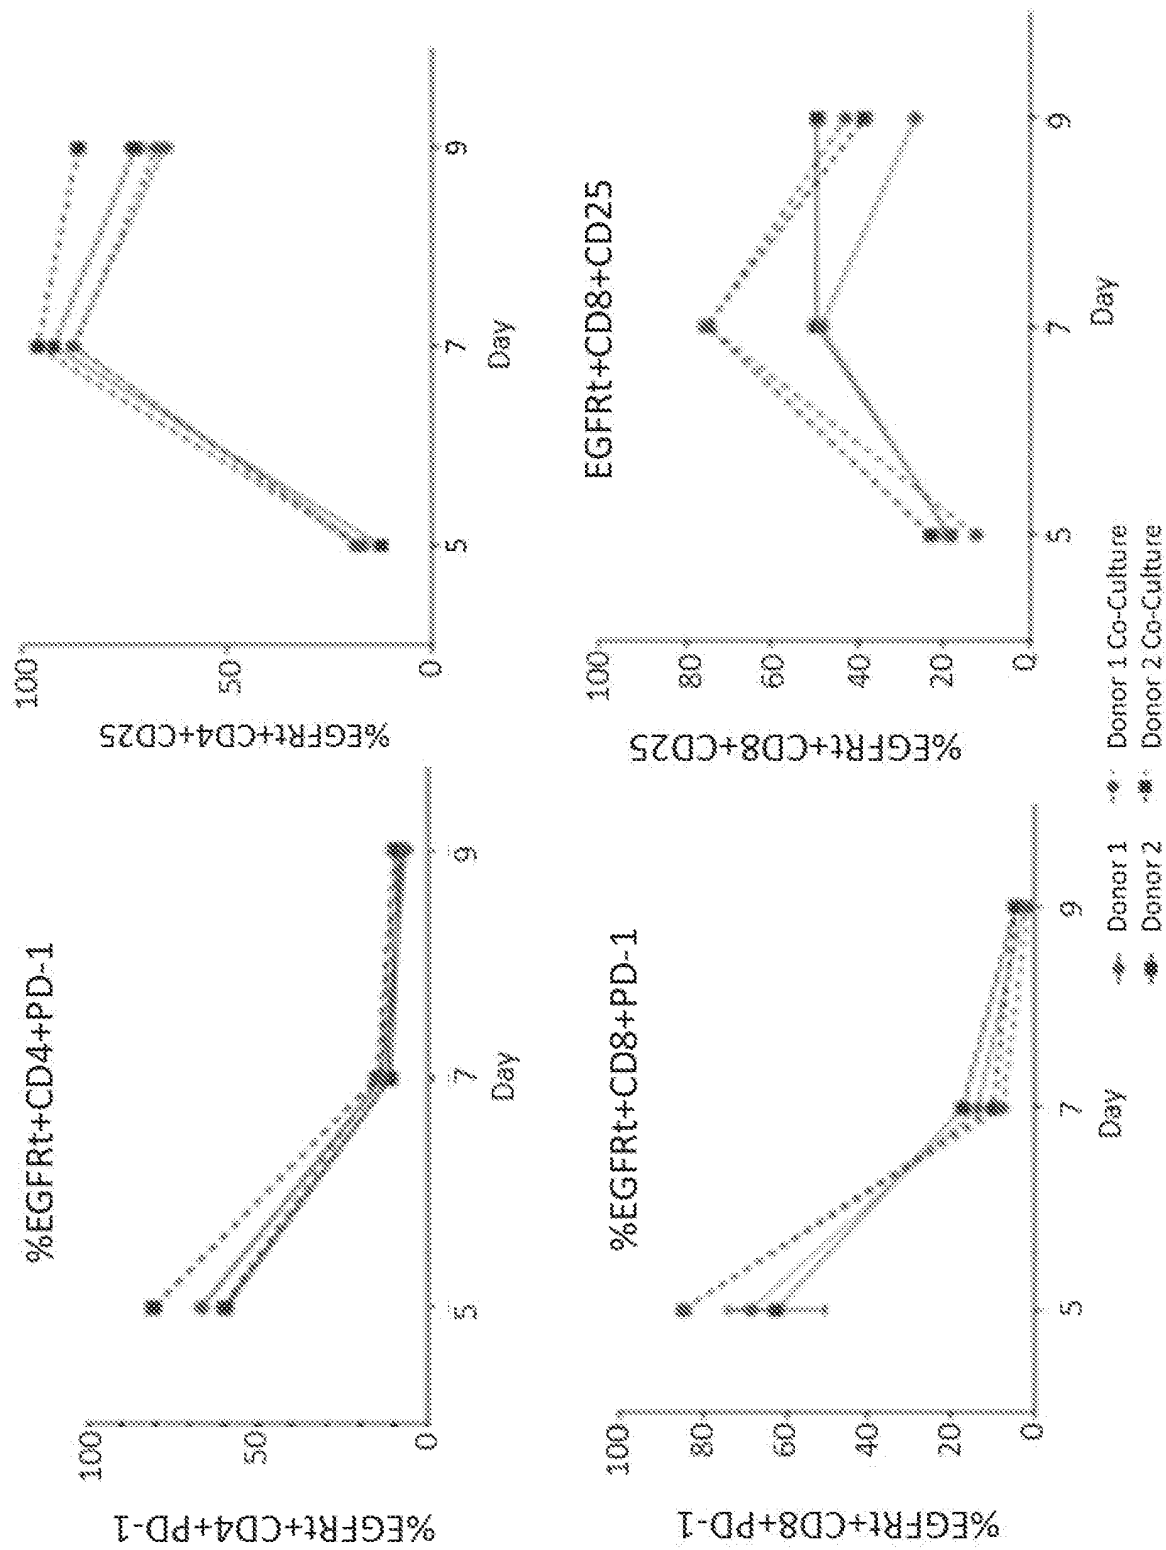 %EGFRt+CD4+PD-1
%EGFRt+CD4+PD-1
100
50
0
5
7
9
Day
%EGFRt+CD4+CD25
100
50
0
5
7
9
Day
%EGFRt+CD8+PD-1
%EGFRt+CD8+PD-1
100
80
60
40
20
0
5
7
9
Day
EGFRt+CD8+CD25
%EGFRt+CD8+CD25
100
80
60
40
20
0
5
7
9
Day
Donor 1
Donor 1 Co-Culture
Donor 2
Donor 2 Co-Culture